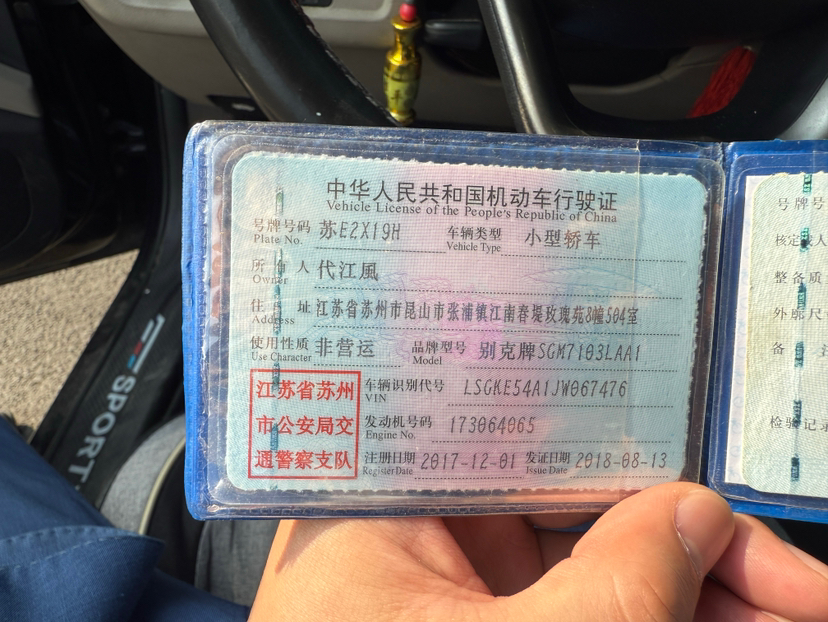 中华人民共和国机动车行驶证
Vehicle License of the People's Republic of China
号牌号码 苏E2X19H 车辆类型 小型轿车
Plate No. Vehicle Type
所有人 代江風
Owner
住址 江苏省苏州市昆山市张浦镇江南春堤玫瑰苑8幢504室
Address
使用性质 非营运 品牌型号 别克牌SGM7103LAA1
Use Character Model
江苏省苏州
市公安局交
通警察支队
车辆识别代号 LSGKE54A1JW067476
VIN
发动机号码 173064065
Engine No.
注册日期 2017-12-01 发证日期 2018-08-13
Register Date Issue Date
号牌号
核定载人
整备质
外廓尺
备
检验记录
SPORT